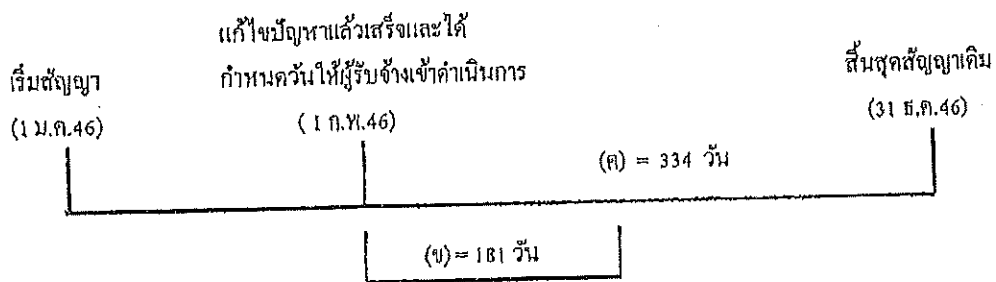 แก้ไขปัญหาแล้วเสร็จและได้
เริ่มสัญญา
กำหนดวันให้ผู้รับจ้างเข้าดำเนินการ
สิ้นสุดสัญญาเดิม
(1 ม.ค.46)
( 1 ก.พ.46)
(31 ธ.ค.46)
(ค) = 334 วัน
(ข) = 181 วัน